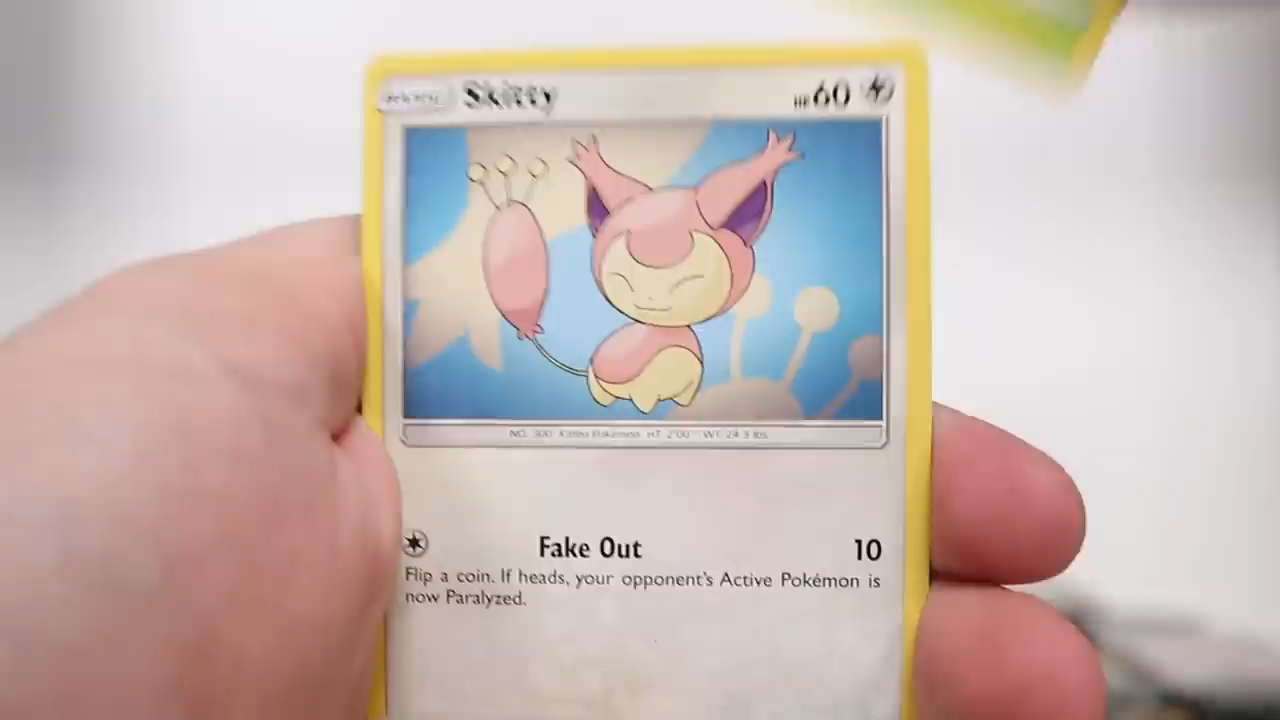 BASIC Skitty HP60
NO. 300 Kitten Pokémon HT: 2'00" WT: 24.3 lbs.
Fake Out 10
Flip a coin. If heads, your opponent's Active Pokémon is
now Paralyzed.